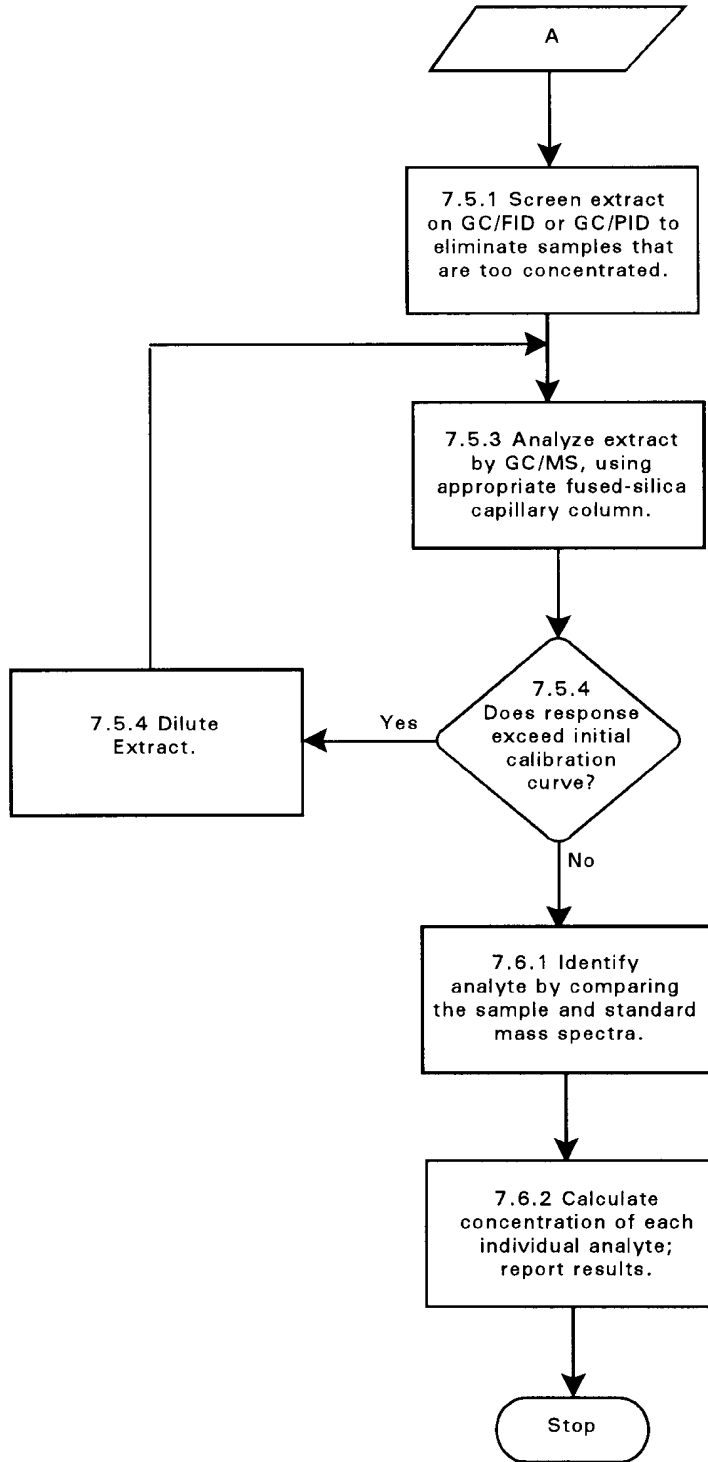 A
7.5.1 Screen extract
on GC/FID or GC/PID to
eliminate samples that
are too concentrated.
7.5.3 Analyze extract
by GC/MS, using
appropriate fused-silica
capillary column.
7.5.4
Does response
exceed initial
calibration
curve?
Yes
7.5.4 Dilute
Extract.
No
7.6.1 Identify
analyte by comparing
the sample and standard
mass spectra.
7.6.2 Calculate
concentration of each
individual analyte;
report results.
Stop